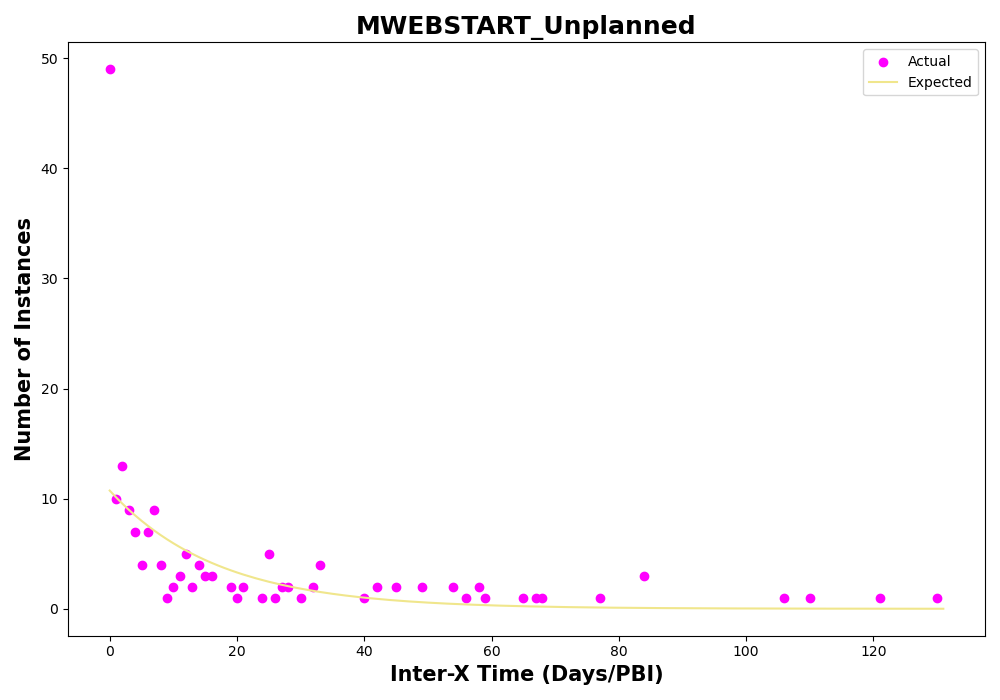 MWEBSTART_Unplanned
Actual
Expected
Number of Instances
50
40
30
20
10
0
0 20 40 60 80 100 120
Inter-X Time (Days/PBI)